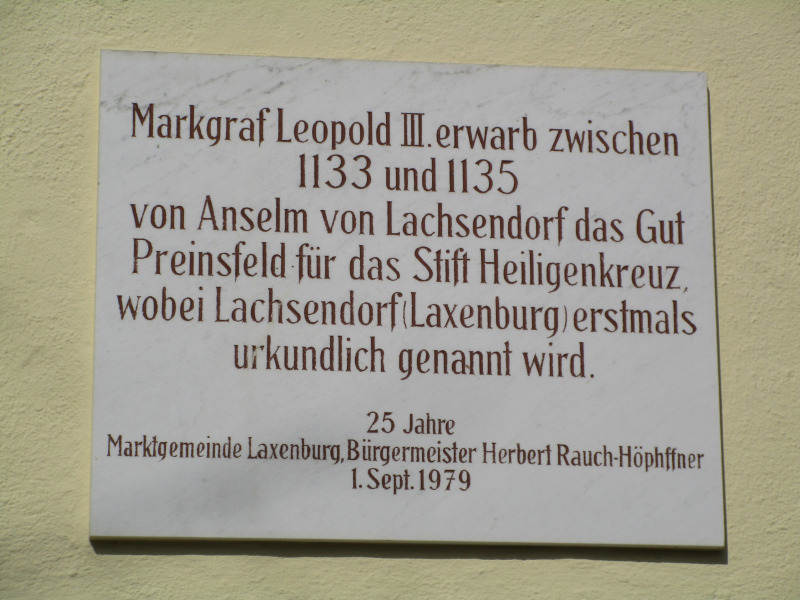 Markgraf Leopold III. erwarb zwischen
1133 und 1135
von Anselm von Lachsendorf das Gut
Preinsfeld für das Stift Heiligenkreuz,
wobei Lachsendorf (Laxenburg) erstmals
urkundlich genannt wird.
25 Jahre
Marktgemeinde Laxenburg, Bürgermeister Herbert Rauch-Höphffner
1. Sept. 1979